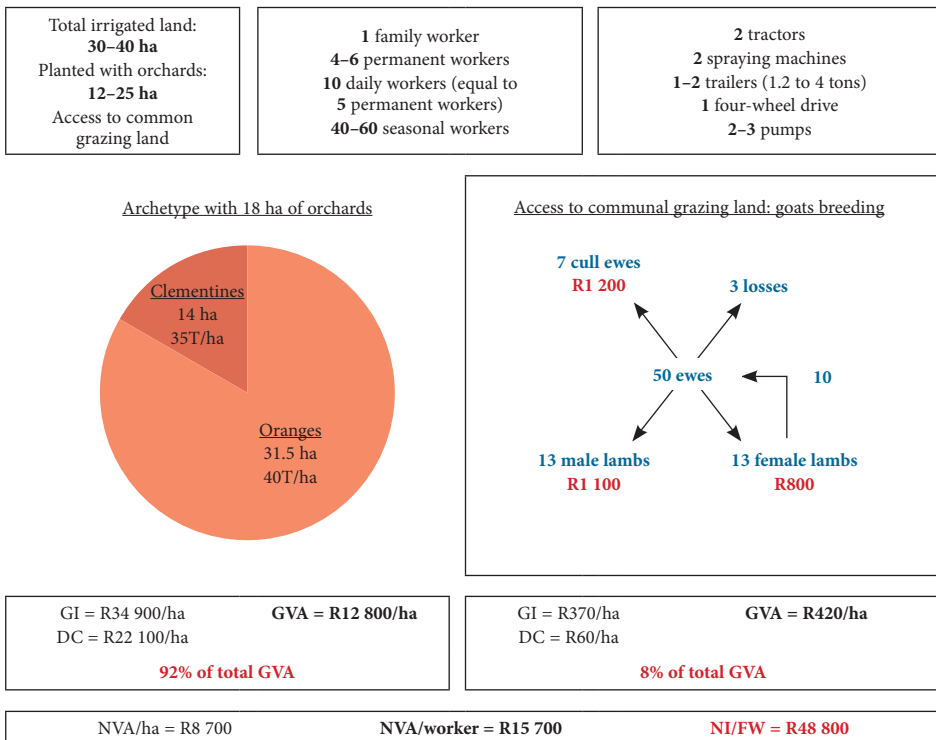 Total irrigated land:
30–40 ha
Planted with orchards:
12–25 ha
Access to common
grazing land
1 family worker
4–6 permanent workers
10 daily workers (equal to
5 permanent workers)
40–60 seasonal workers
2 tractors
2 spraying machines
1–2 trailers (1.2 to 4 tons)
1 four-wheel drive
2–3 pumps
Archetype with 18 ha of orchards
Clementines
14 ha
35T/ha
Oranges
31.5 ha
40T/ha
Access to communal grazing land: goats breeding
7 cull ewes
R1 200
3 losses
50 ewes
10
13 male lambs
R1 100
13 female lambs
R800
GI = R34 900/ha
GVA = R12 800/ha
DC = R22 100/ha
92% of total GVA
GI = R370/ha
GVA = R420/ha
DC = R60/ha
8% of total GVA
NVA/ha = R8 700
NVA/worker = R15 700
NI/FW = R48 800